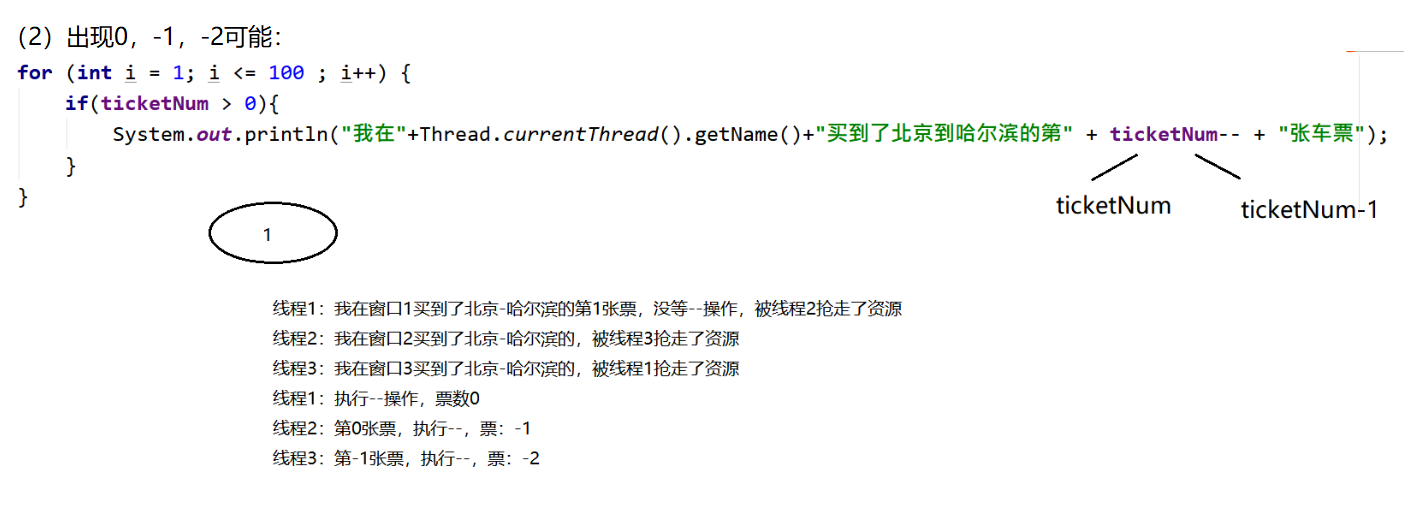 （2）出现0，-1，-2可能：
for (int i = 1; i <= 100 ; i++) {
if(ticketNum > 0){
System.out.println("我在"+Thread.currentThread().getName()+"买到了北京到哈尔滨的第" + ticketNum-- + "张车票");
}
}
ticketNum
ticketNum-1
1
线程1：我在窗口1买到了北京-哈尔滨的第1张票，没等--操作，被线程2抢走了资源
线程2：我在窗口2买到了北京-哈尔滨的，被线程3抢走了资源
线程3：我在窗口3买到了北京-哈尔滨的，被线程1抢走了资源
线程1：执行--操作，票数0
线程2：第0张票，执行--，票：-1
线程3：第-1张票，执行--，票：-2